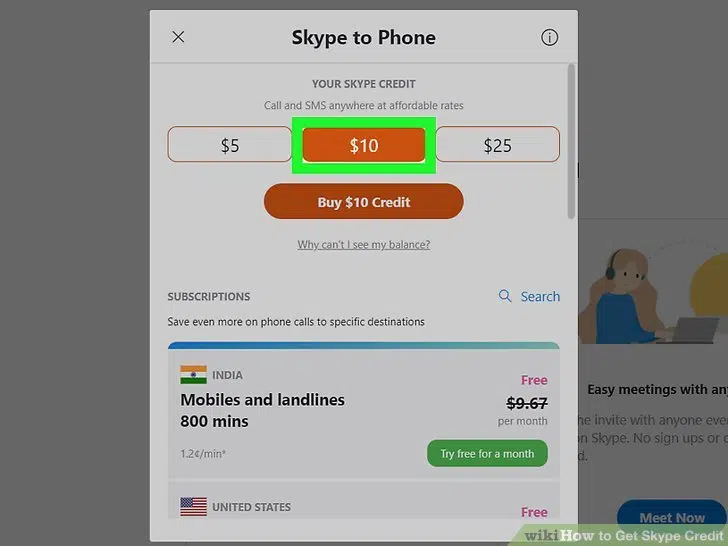 Skype to Phone
YOUR SKYPE CREDIT
Call and SMS anywhere at affordable rates
$5
$10
$25
Buy $10 Credit
Why can't I see my balance?
SUBSCRIPTIONS
Search
Save even more on phone calls to specific destinations
INDIA
Free
Mobiles and landlines
$9.67
800 mins
per month
1.2¢/min*
Try free for a month
UNITED STATES
Free
Easy meetings with any
the invite with anyone eve
on Skype. No sign ups or d
d.
Meet Now
wikiHow to Get Skype Credit